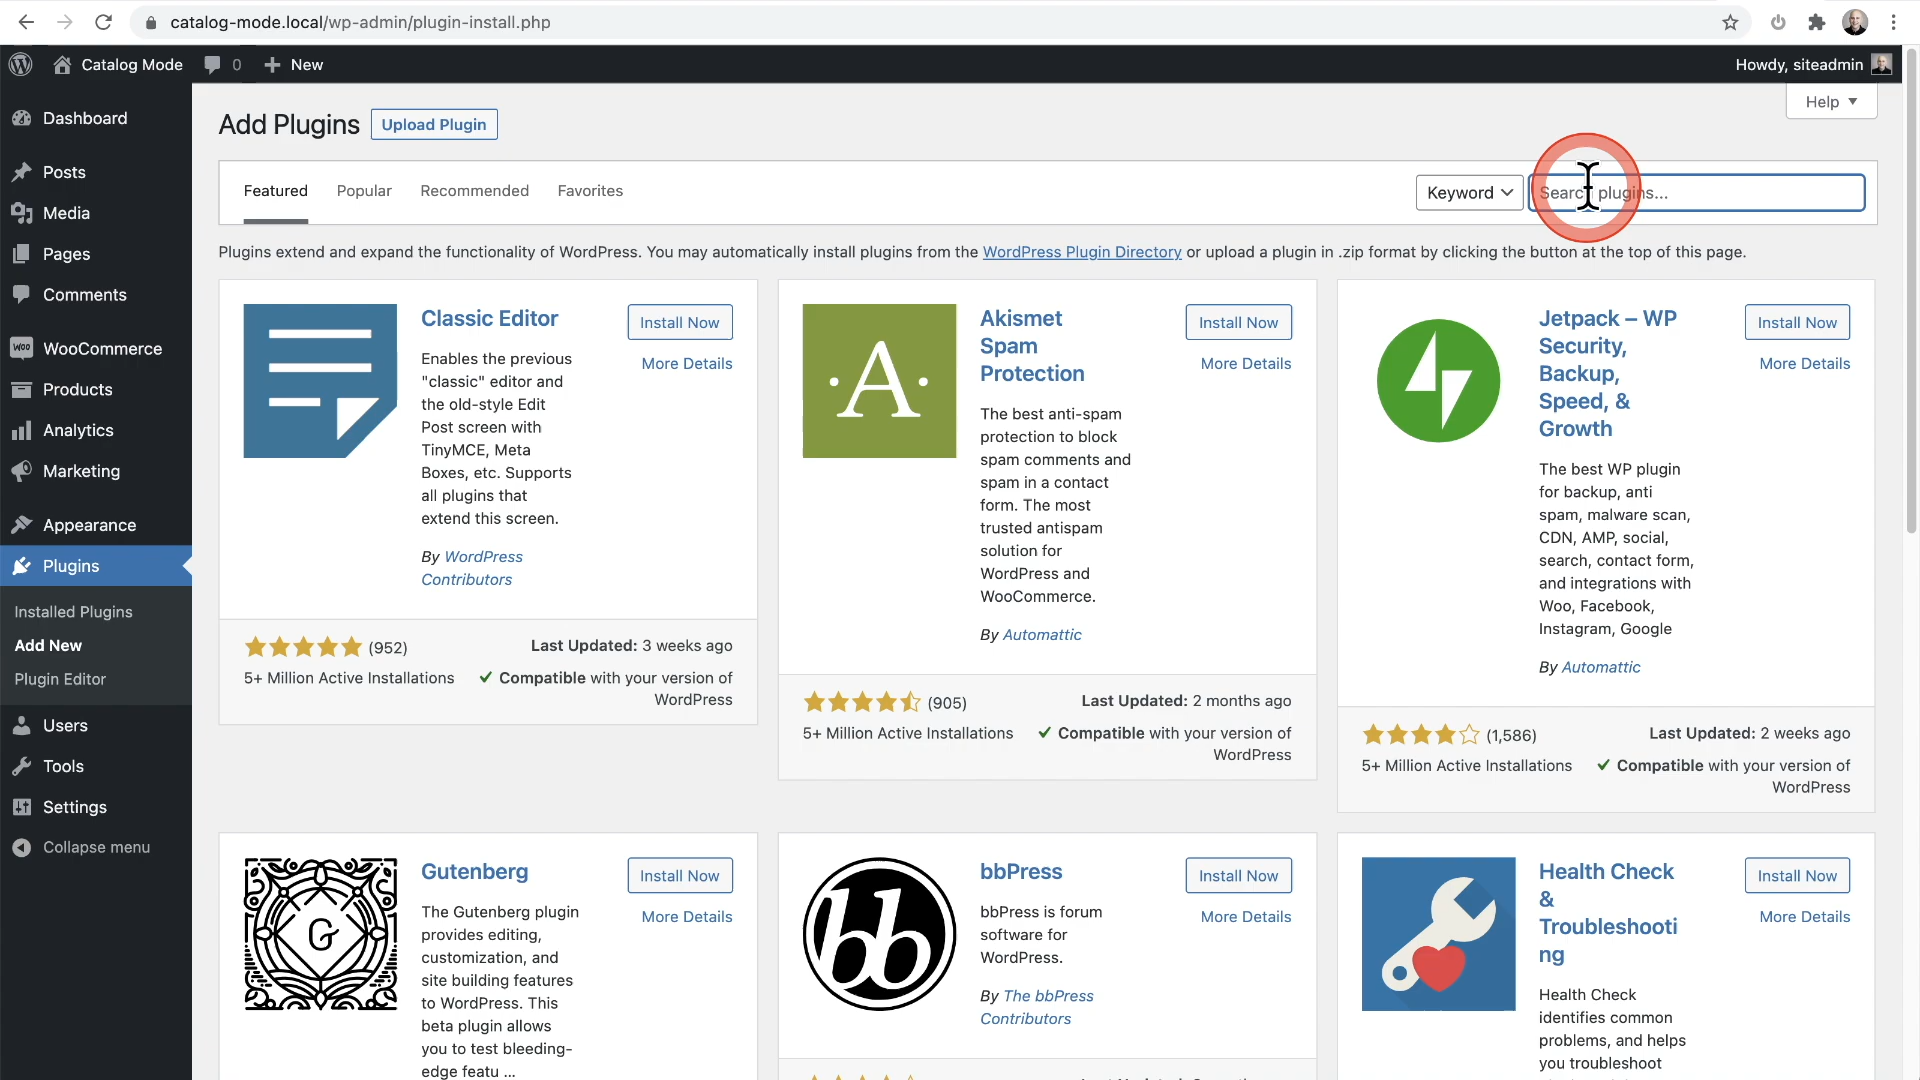 catalog-mode.local/wp-admin/plugin-install.php
Catalog Mode
0
New
Howdy, siteadmin
Help
Dashboard
Posts
Media
Pages
Comments
WooCommerce
Products
Analytics
Marketing
Appearance
Plugins
Installed Plugins
Add New
Plugin Editor
Users
Tools
Settings
Collapse menu
Add Plugins
Upload Plugin
Featured
Popular
Recommended
Favorites
Keyword
Search plugins...
Plugins extend and expand the functionality of WordPress. You may automatically install plugins from the WordPress Plugin Directory or upload a plugin in .zip format by clicking the button at the top of this page.
Classic Editor
Install Now
More Details
Enables the previous
"classic" editor and
the old-style Edit
Post screen with
TinyMCE, Meta
Boxes, etc. Supports
all plugins that
extend this screen.
By WordPress
Contributors
(952)
Last Updated: 3 weeks ago
5+ Million Active Installations
Compatible with your version of
WordPress
A
Akismet
Spam
Protection
Install Now
More Details
The best anti-spam
protection to block
spam comments and
spam in a contact
form. The most
trusted antispam
solution for
WordPress and
WooCommerce.
By Automattic
(905)
Last Updated: 2 months ago
5+ Million Active Installations
Compatible with your version of
WordPress
Jetpack – WP
Security,
Backup,
Speed, &
Growth
Install Now
More Details
The best WP plugin
for backup, anti
spam, malware scan,
CDN, AMP, social,
search, contact form,
and integrations with
Woo, Facebook,
Instagram, Google
By Automattic
(1,586)
Last Updated: 2 weeks ago
5+ Million Active Installations
Compatible with your version of
WordPress
G
Gutenberg
Install Now
More Details
The Gutenberg plugin
provides editing,
customization, and
site building features
to WordPress. This
beta plugin allows
you to test bleeding-
edge featu ...
bb
bbPress
Install Now
More Details
bbPress is forum
software for
WordPress.
By The bbPress
Contributors
Health Check
&
Troubleshooti
ng
Install Now
More Details
Health Check
identifies common
problems, and helps
you troubleshoot